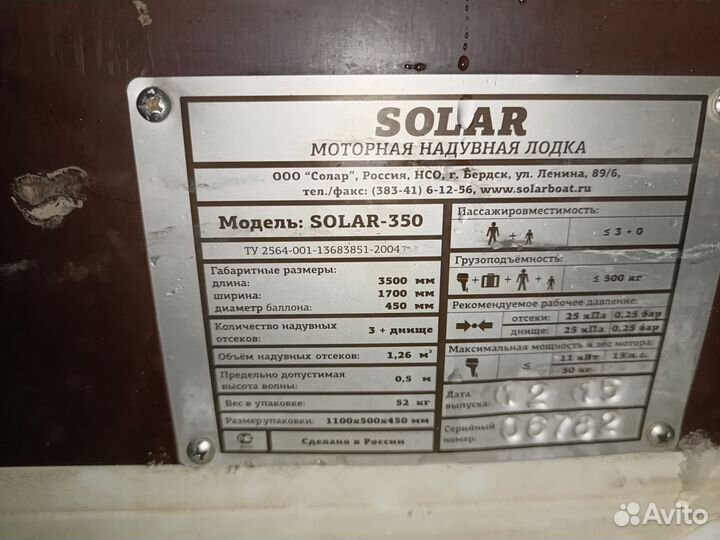 SOLAR
МОТОРНАЯ НАДУВНАЯ ЛОДКА
ООО "Солар", Россия, НСО, г. Бердск, ул. Ленина, 89/6,
тел./факс: (383-41) 6-12-56, www.solarboat.ru
Модель: SOLAR-350
ТУ 2564-001-13683851-2004
Габаритные размеры:
длина: 3500 мм
ширина: 1700 мм
диаметр баллона: 450 мм
Количество надувных
отсеков: 3 + днище
Объём надувных отсеков: 1,26 м³
Предельно допустимая
высота волны: 0,5 м
Вес в упаковке: 52 кг
Размер упаковки: 1100x500x450 мм
Сделано в России
Пассажировместимость:
+ ≤ 3 + 0
Грузоподъёмность:
+ + + ≤ 500 кг
Рекомендуемое рабочее давление:
отсеки: 25 кПа 0,25 бар
днище: 25 кПа 0,25 бар
Максимальная мощность и вес мотора:
≤ 11 кВт 15 л.с.
50 кг
Дата
выпуска: 12 15
Серийный
номер: 06782
Avito